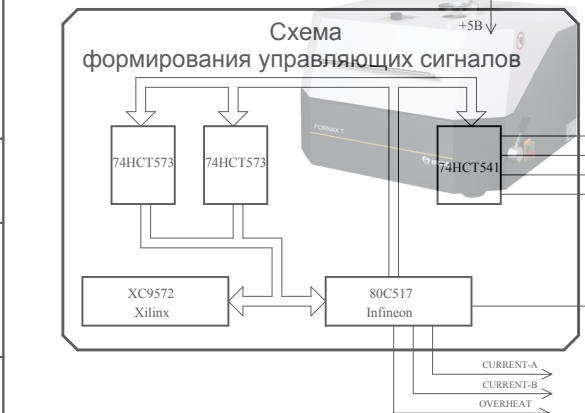 +5В
Схема
формирования управляющих сигналов
FORNAX T
74HCT573
74HCT573
74HCT541
XC9572
Xilinx
80C517
Infineon
CURRENT-A
CURRENT-B
OVERHEAT